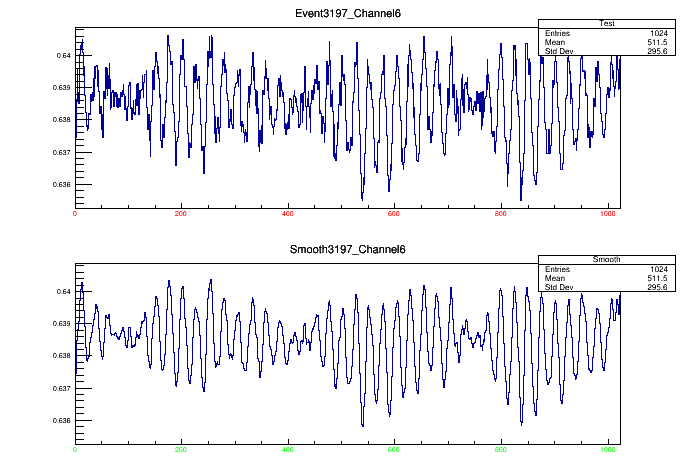 Event3197_Channel6
Test
Entries 1024
Mean 511.5
Std Dev 295.6
0.64
0.639
0.638
0.637
0.636
0 200 400 600 800 1000
Smooth3197_Channel6
Smooth
Entries 1024
Mean 511.5
Std Dev 295.6
0.64
0.639
0.638
0.637
0.636
0 200 400 600 800 1000